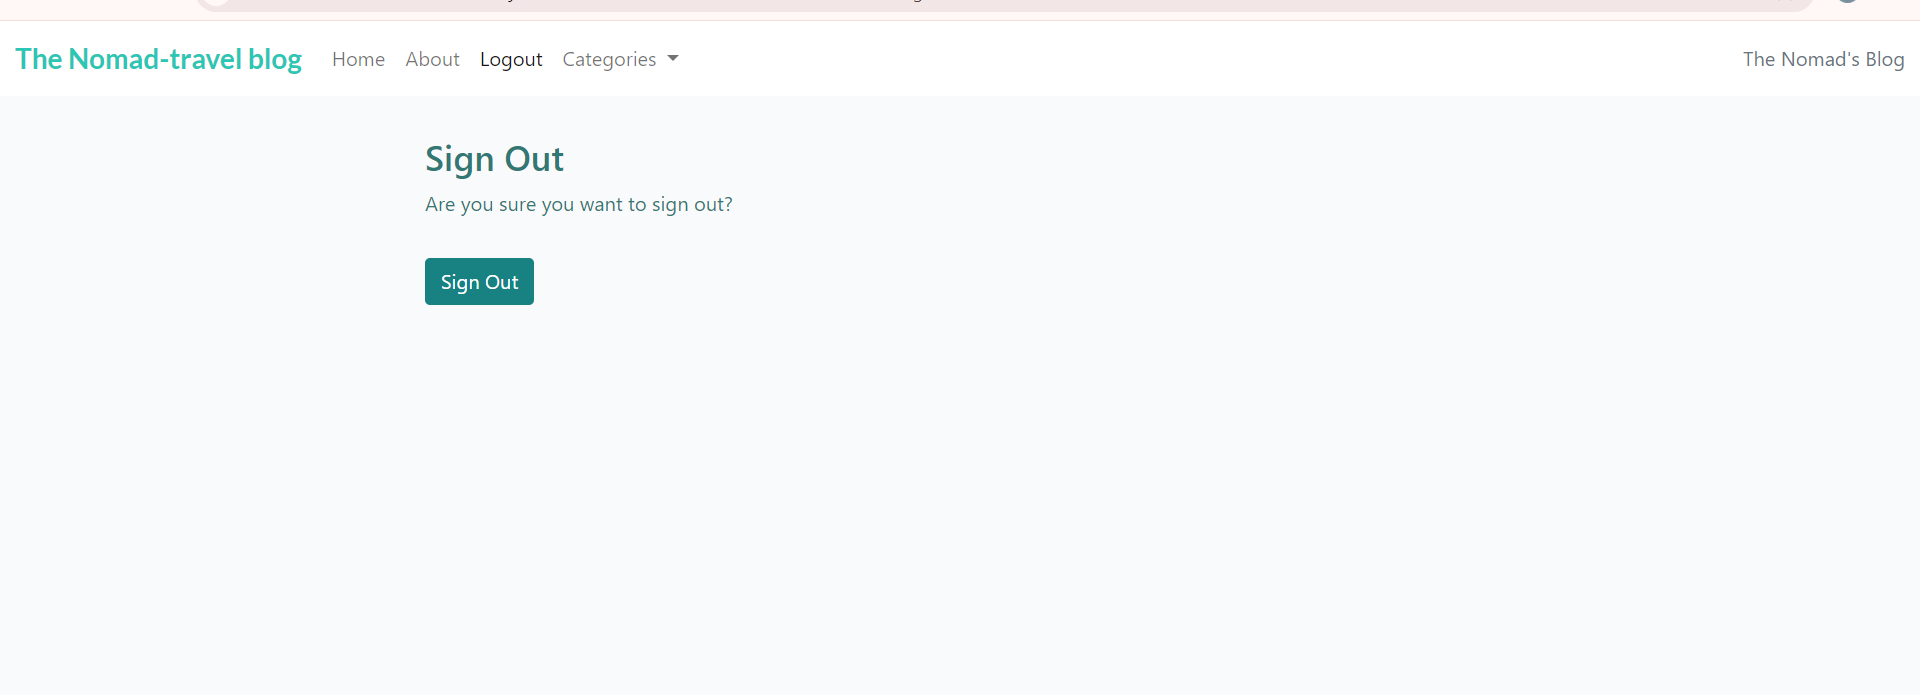 The Nomad-travel blog Home About Logout Categories The Nomad's Blog
Sign Out
Are you sure you want to sign out?
Sign Out